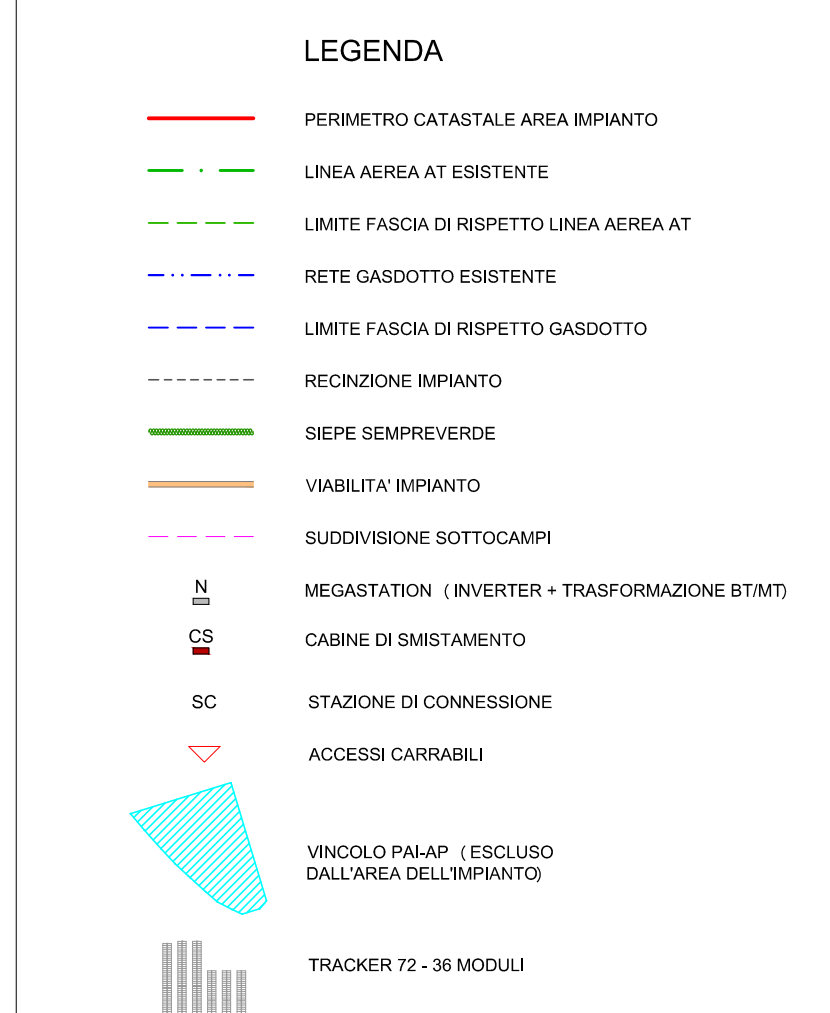 LEGENDA
PERIMETRO CATASTALE AREA IMPIANTO
LINEA AEREA AT ESISTENTE
LIMITE FASCIA DI RISPETTO LINEA AEREA AT
RETE GASDOTTO ESISTENTE
LIMITE FASCIA DI RISPETTO GASDOTTO
RECINZIONE IMPIANTO
SIEPE SEMPREVERDE
VIABILITA' IMPIANTO
SUDDIVISIONE SOTTOCAMPI
N MEGASTATION ( INVERTER + TRASFORMAZIONE BT/MT)
CS CABINE DI SMISTAMENTO
SC STAZIONE DI CONNESSIONE
ACCESSI CARRABILI
VINCOLO PAI-AP ( ESCLUSO
DALL'AREA DELL'IMPIANTO)
TRACKER 72 - 36 MODULI